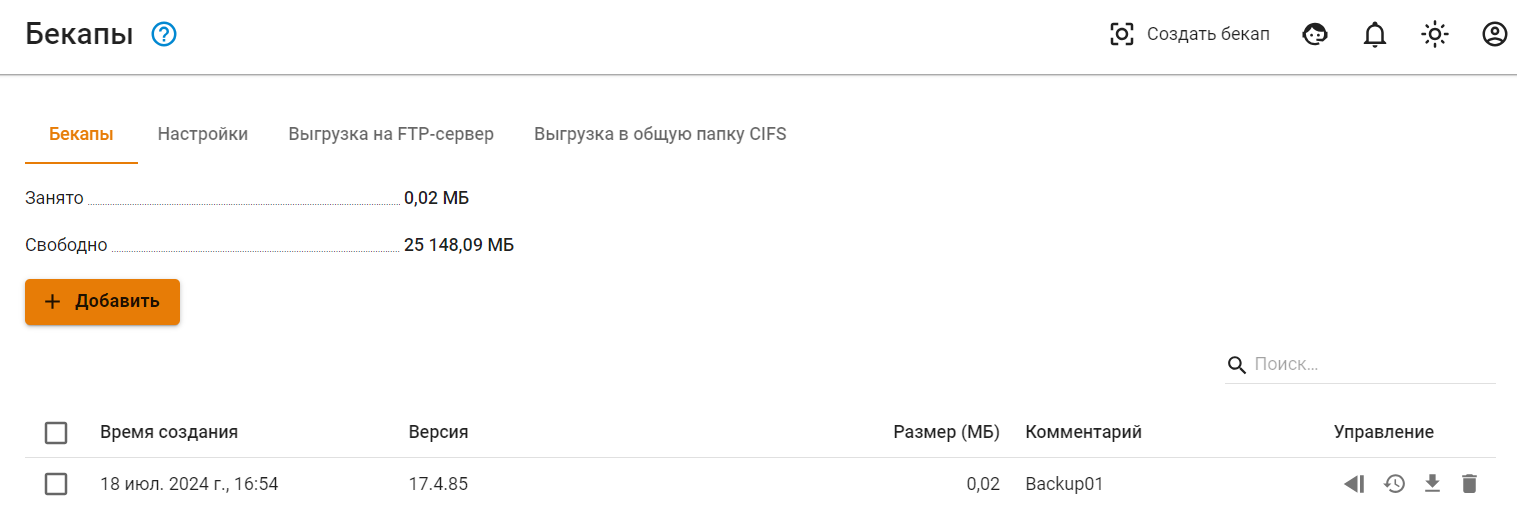 Бекапы
Создать бекап
Бекапы Настройки Выгрузка на FTP-сервер Выгрузка в общую папку CIFS
Занято 0,02 МБ
Свободно 25 148,09 МБ
Добавить
Поиск...
Время создания Версия Размер (МБ) Комментарий Управление
18 июл. 2024 г., 16:54 17.4.85 0,02 Backup01